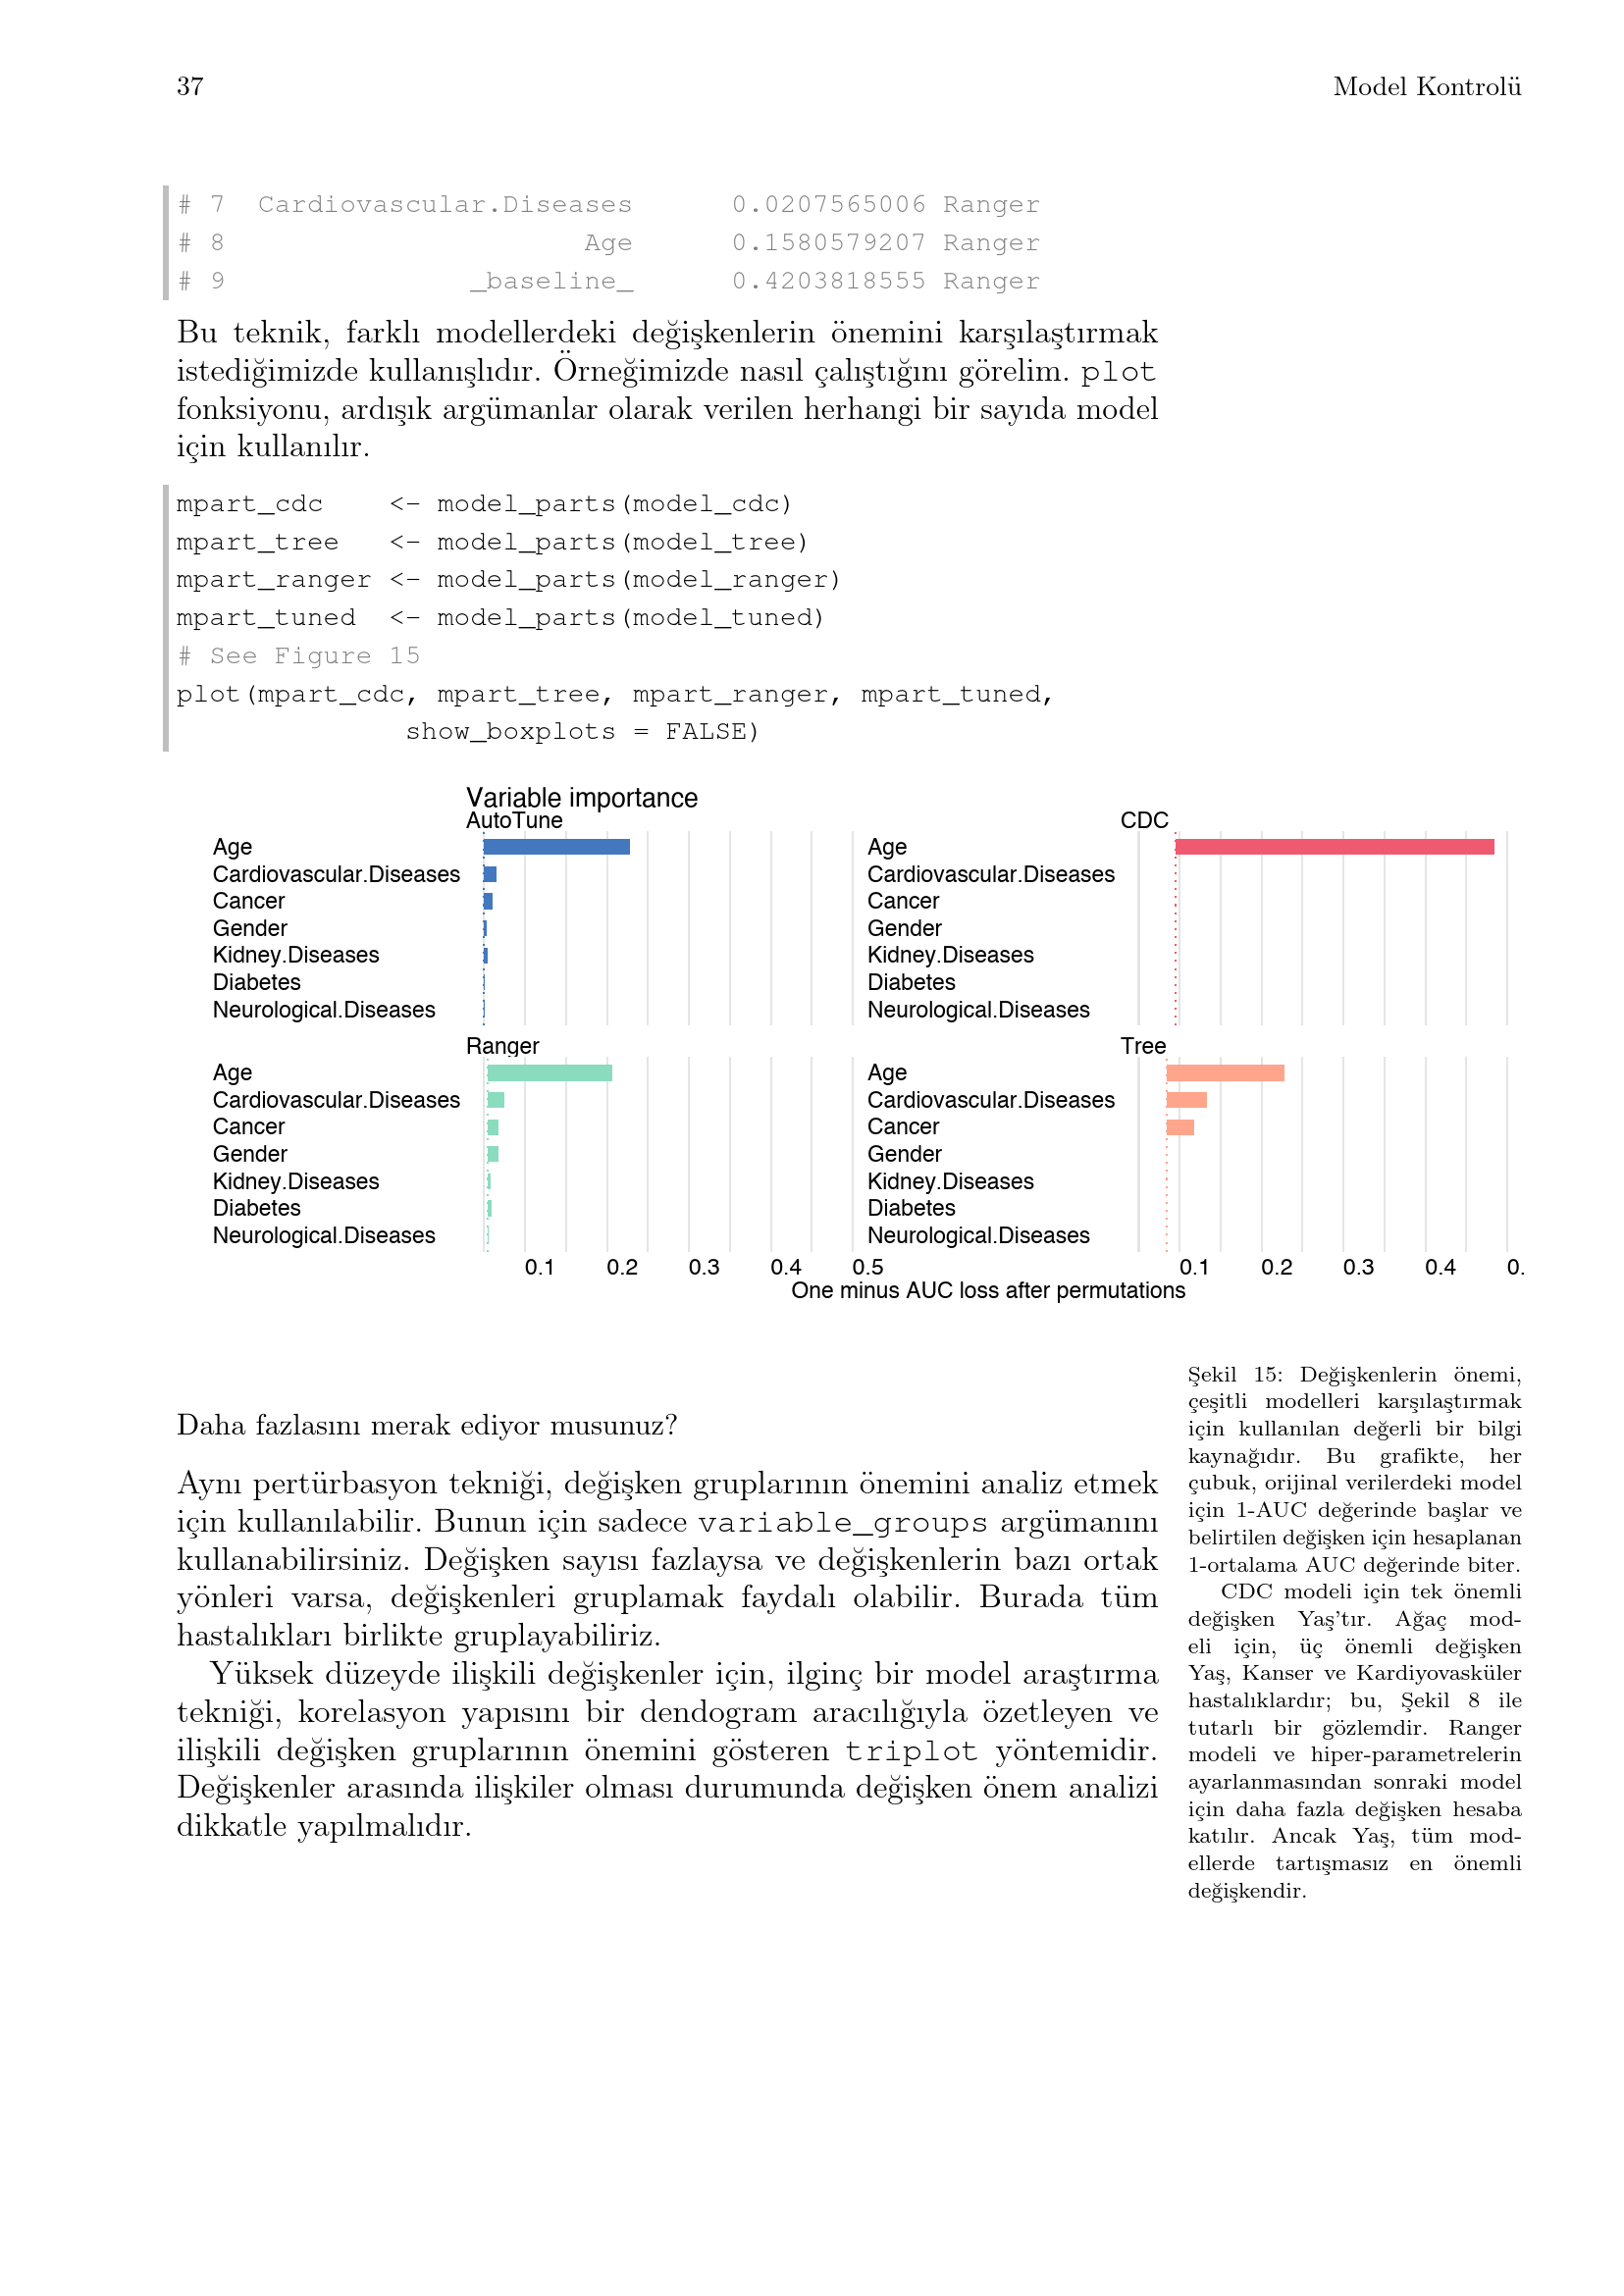 37
Model Kontrolü
# 7  Cardiovascular.Diseases      0.0207565006 Ranger
# 8                      Age      0.1580579207 Ranger
# 9               _baseline_      0.4203818555 Ranger
Bu teknik, farklı modellerdeki değişkenlerin önemini karşılaştırmak
istediğimizde kullanışlıdır. Örneğimizde nasıl çalıştığını görelim. plot
fonksiyonu, ardışık argümanlar olarak verilen herhangi bir sayıda model
için kullanılır.
mpart_cdc    <- model_parts(model_cdc)
mpart_tree   <- model_parts(model_tree)
mpart_ranger <- model_parts(model_ranger)
mpart_tuned  <- model_parts(model_tuned)
# See Figure 15
plot(mpart_cdc, mpart_tree, mpart_ranger, mpart_tuned,
              show_boxplots = FALSE)
Variable importance
AutoTune
Age
Cardiovascular.Diseases
Cancer
Gender
Kidney.Diseases
Diabetes
Neurological.Diseases
CDC
Age
Cardiovascular.Diseases
Cancer
Gender
Kidney.Diseases
Diabetes
Neurological.Diseases
Ranger
Age
Cardiovascular.Diseases
Cancer
Gender
Kidney.Diseases
Diabetes
Neurological.Diseases
0.1 0.2 0.3 0.4 0.5
Tree
Age
Cardiovascular.Diseases
Cancer
Gender
Kidney.Diseases
Diabetes
Neurological.Diseases
0.1 0.2 0.3 0.4 0.
One minus AUC loss after permutations
Şekil 15: Değişkenlerin önemi,
çeşitli modelleri karşılaştırmak
için kullanılan değerli bir bilgi
kaynağıdır. Bu grafikte, her
çubuk, orijinal verilerdeki model
için 1-AUC değerinde başlar ve
belirtilen değişken için hesaplanan
1-ortalama AUC değerinde biter.
CDC modeli için tek önemli
değişken Yaş'tır. Ağaç mod-
eli için, üç önemli değişken
Yaş, Kanser ve Kardiyovasküler
hastalıklardır; bu, Şekil 8 ile
tutarlı bir gözlemdir. Ranger
modeli ve hiper-parametrelerin
ayarlanmasından sonraki model
için daha fazla değişken hesaba
katılır. Ancak Yaş, tüm mod-
ellerde tartışmasız en önemli
değişkendir.
Daha fazlasını merak ediyor musunuz?
Aynı pertürbasyon tekniği, değişken gruplarının önemini analiz etmek
için kullanılabilir. Bunun için sadece variable_groups argümanını
kullanabilirsiniz. Değişken sayısı fazlaysa ve değişkenlerin bazı ortak
yönleri varsa, değişkenleri gruplamak faydalı olabilir. Burada tüm
hastalıkları birlikte gruplayabiliriz.
Yüksek düzeyde ilişkili değişkenler için, ilginç bir model araştırma
tekniği, korelasyon yapısını bir dendogram aracılığıyla özetleyen ve
ilişkili değişken gruplarının önemini gösteren triplot yöntemidir.
Değişkenler arasında ilişkiler olması durumunda değişken önem analizi
dikkatle yapılmalıdır.